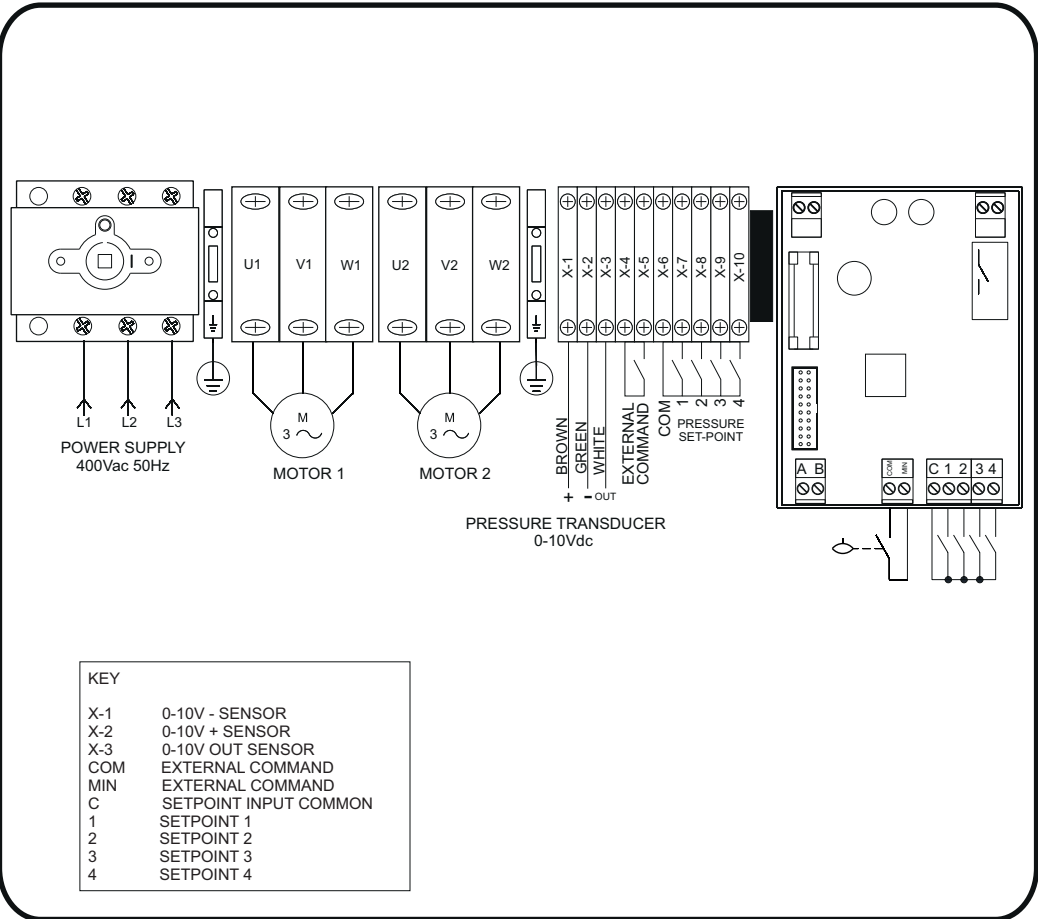 U1 V1 W1 U2 V2 W2
X-1 X-2 X-3 X-4 X-5 X-6 X-7 X-8 X-9 X-10
L1 L2 L3
POWER SUPPLY
400Vac 50Hz
M
3
MOTOR 1
M
3
MOTOR 2
BROWN
GREEN
WHITE
+ - OUT
PRESSURE TRANSDUCER
0-10Vdc
EXTERNAL
COMMAND
COM
1 2 3 4
PRESSURE
SET-POINT
A B
COM MIN
C 1 2 3 4
KEY
X-1 0-10V - SENSOR
X-2 0-10V + SENSOR
X-3 0-10V OUT SENSOR
COM EXTERNAL COMMAND
MIN EXTERNAL COMMAND
C SETPOINT INPUT COMMON
1 SETPOINT 1
2 SETPOINT 2
3 SETPOINT 3
4 SETPOINT 4